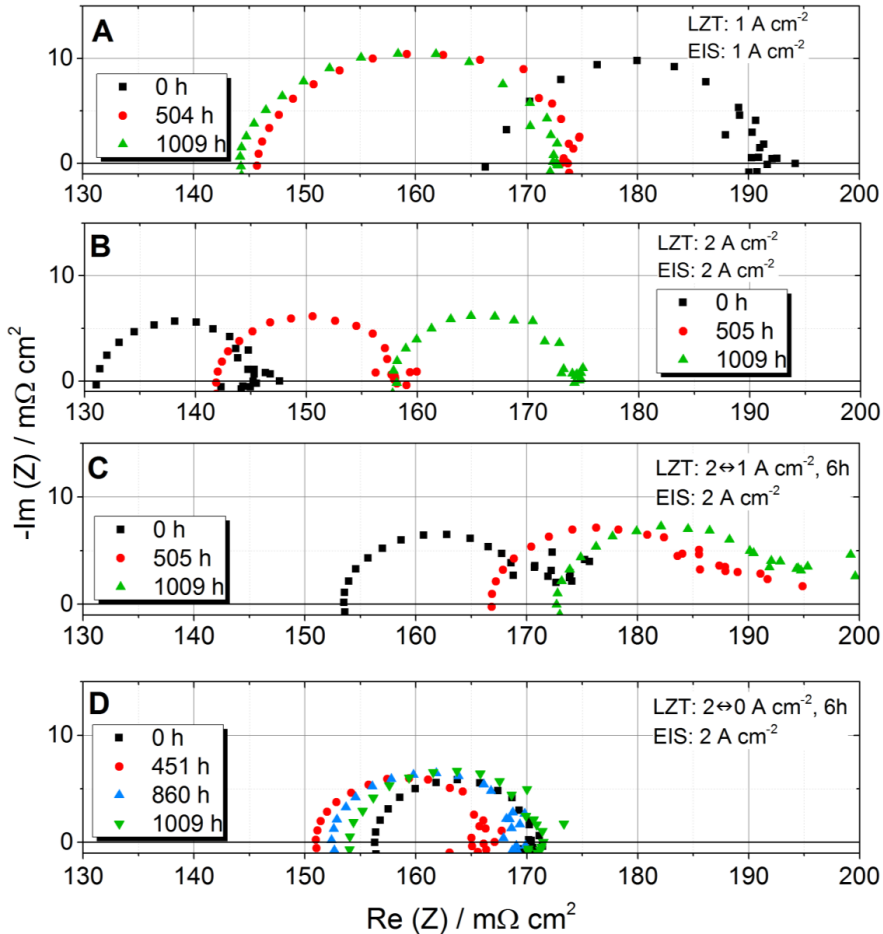 A
LZT: 1 A cm-2
EIS: 1 A cm-2
0 h
504 h
1009 h
10
0
130 140 150 160 170 180 190 200
B
LZT: 2 A cm-2
EIS: 2 A cm-2
0 h
505 h
1009 h
10
0
130 140 150 160 170 180 190 200
-Im (Z) / mΩ cm2
C
LZT: 2↔1 A cm-2, 6h
EIS: 2 A cm-2
0 h
505 h
1009 h
10
0
130 140 150 160 170 180 190 200
D
LZT: 2↔0 A cm-2, 6h
EIS: 2 A cm-2
0 h
451 h
860 h
1009 h
10
0
130 140 150 160 170 180 190 200
Re (Z) / mΩ cm2